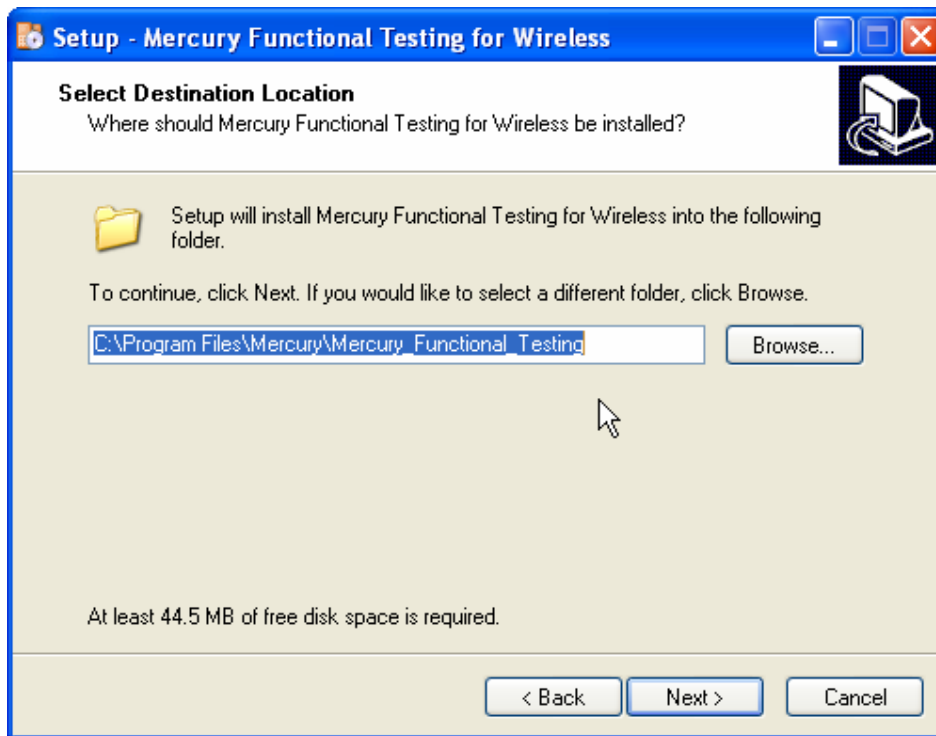 Setup - Mercury Functional Testing for Wireless
Select Destination Location
Where should Mercury Functional Testing for Wireless be installed?
Setup will install Mercury Functional Testing for Wireless into the following
folder.
To continue, click Next. If you would like to select a different folder, click Browse.
C:\Program Files\Mercury\Mercury_Functional_Testing
Browse...
At least 44.5 MB of free disk space is required.
< Back
Next >
Cancel